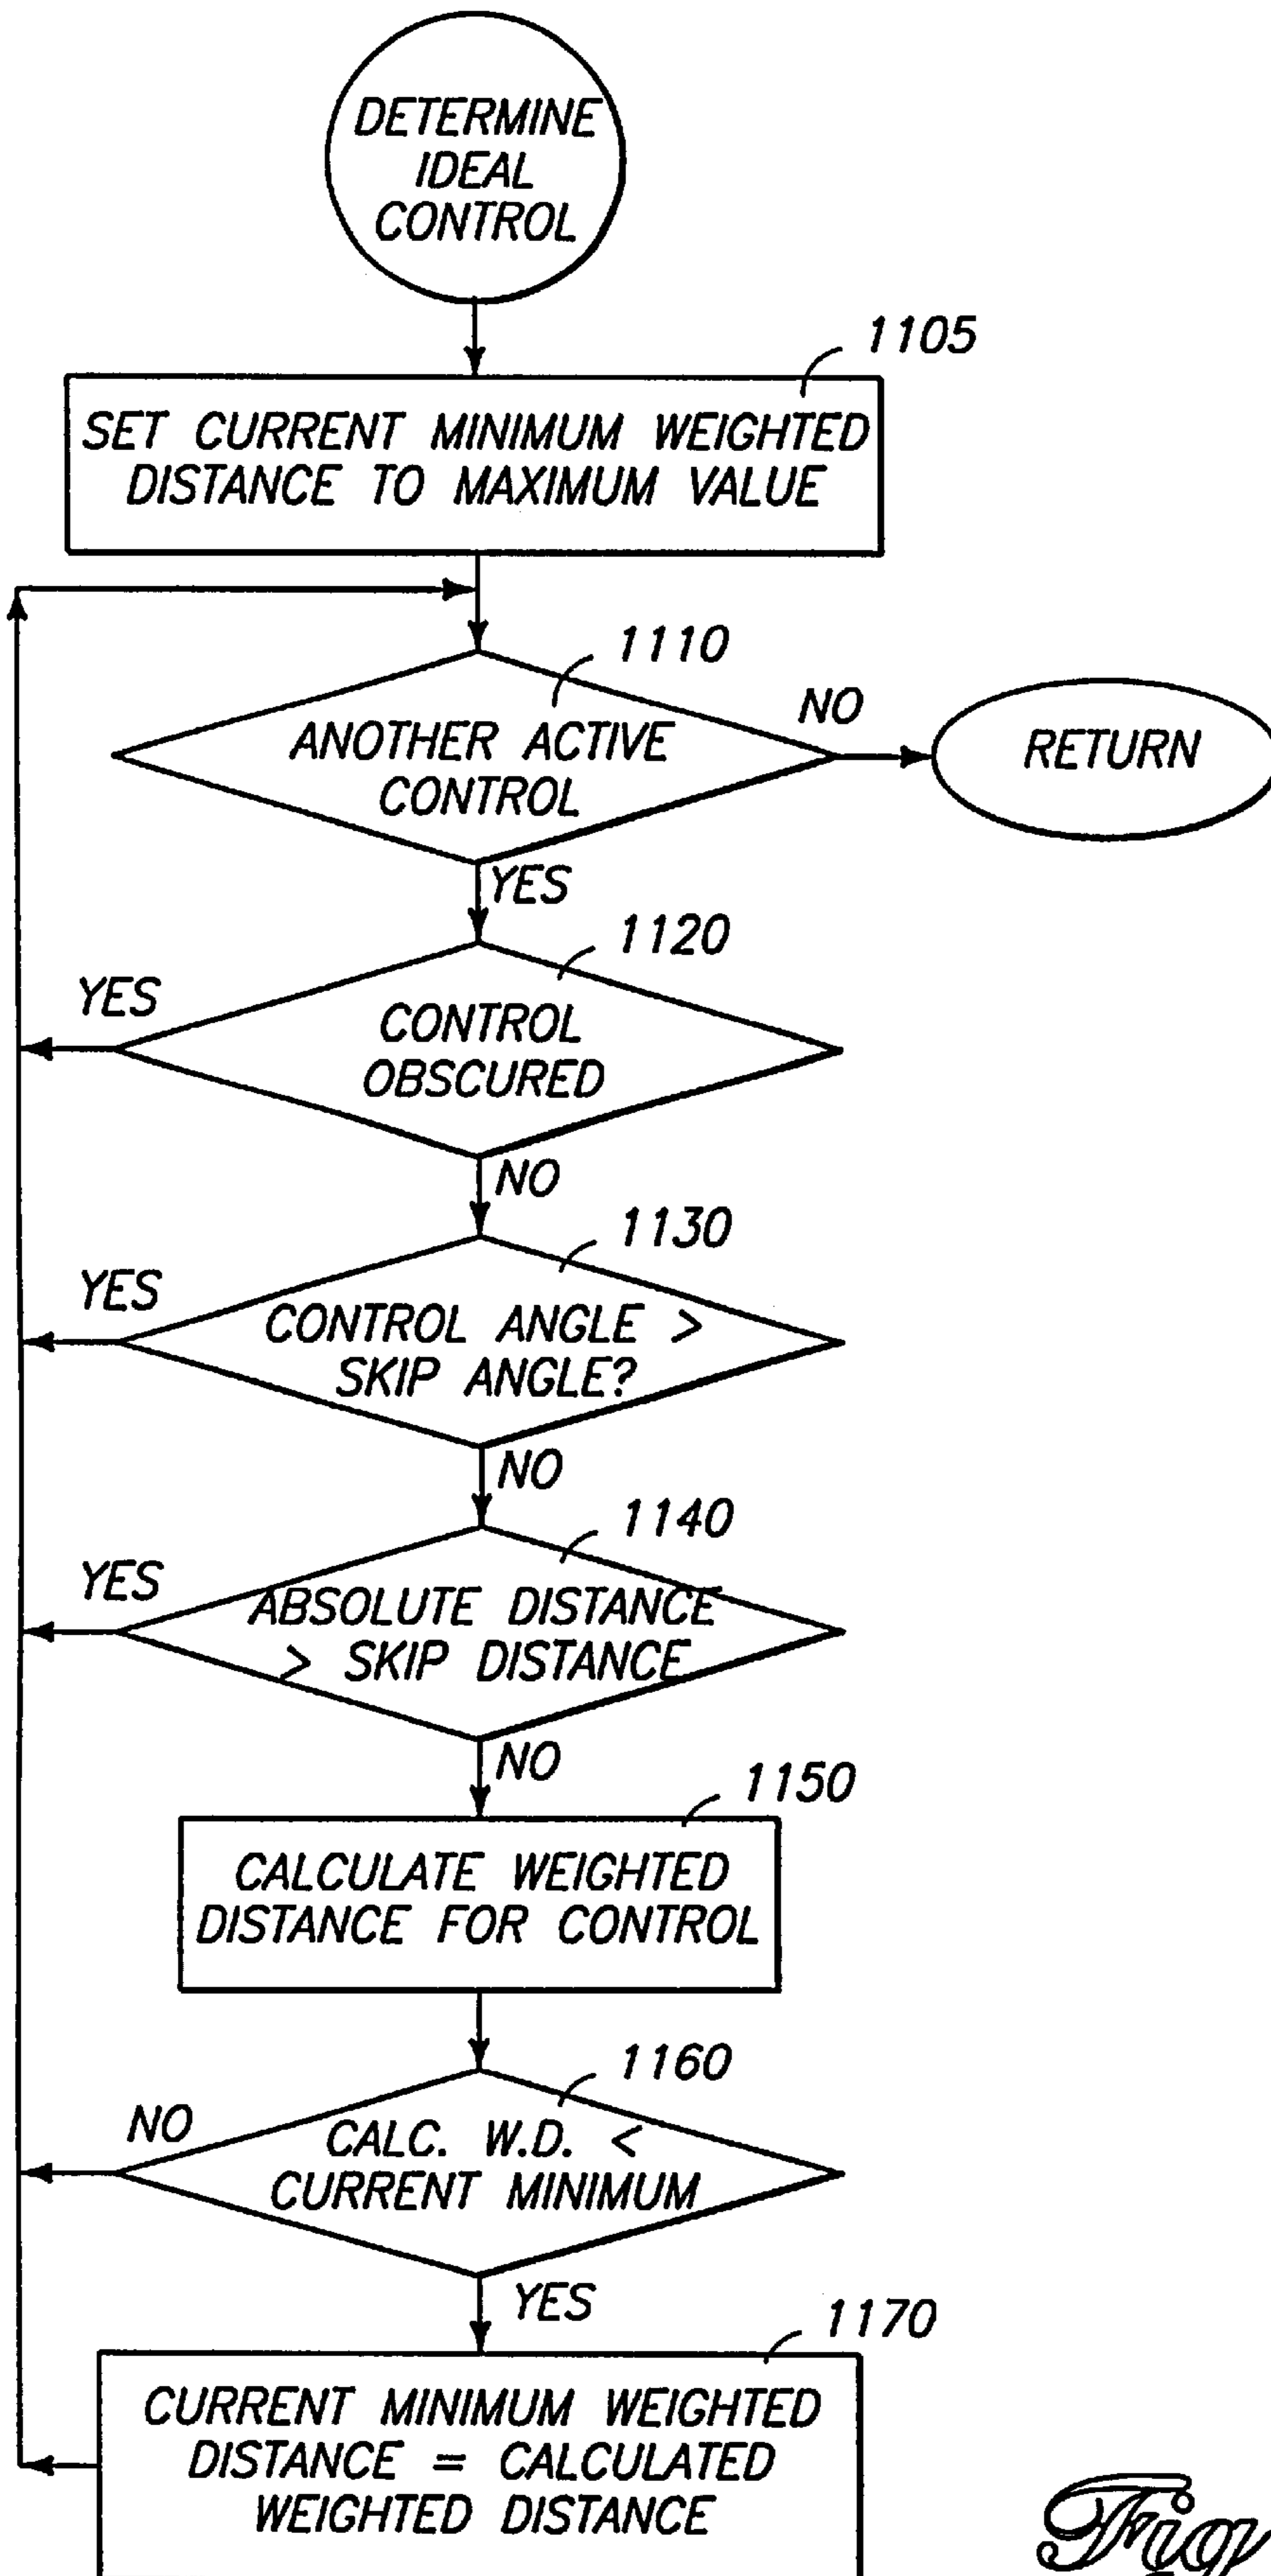 DETERMINE
IDEAL
CONTROL
1105
SET CURRENT MINIMUM WEIGHTED
DISTANCE TO MAXIMUM VALUE
1110
ANOTHER ACTIVE
CONTROL
NO
RETURN
YES
1120
YES
CONTROL
OBSCURED
NO
1130
YES
CONTROL ANGLE >
SKIP ANGLE?
NO
1140
YES
ABSOLUTE DISTANCE
> SKIP DISTANCE
NO
1150
CALCULATE WEIGHTED
DISTANCE FOR CONTROL
1160
NO
CALC. W.D. <
CURRENT MINIMUM
YES
1170
CURRENT MINIMUM WEIGHTED
DISTANCE = CALCULATED
WEIGHTED DISTANCE